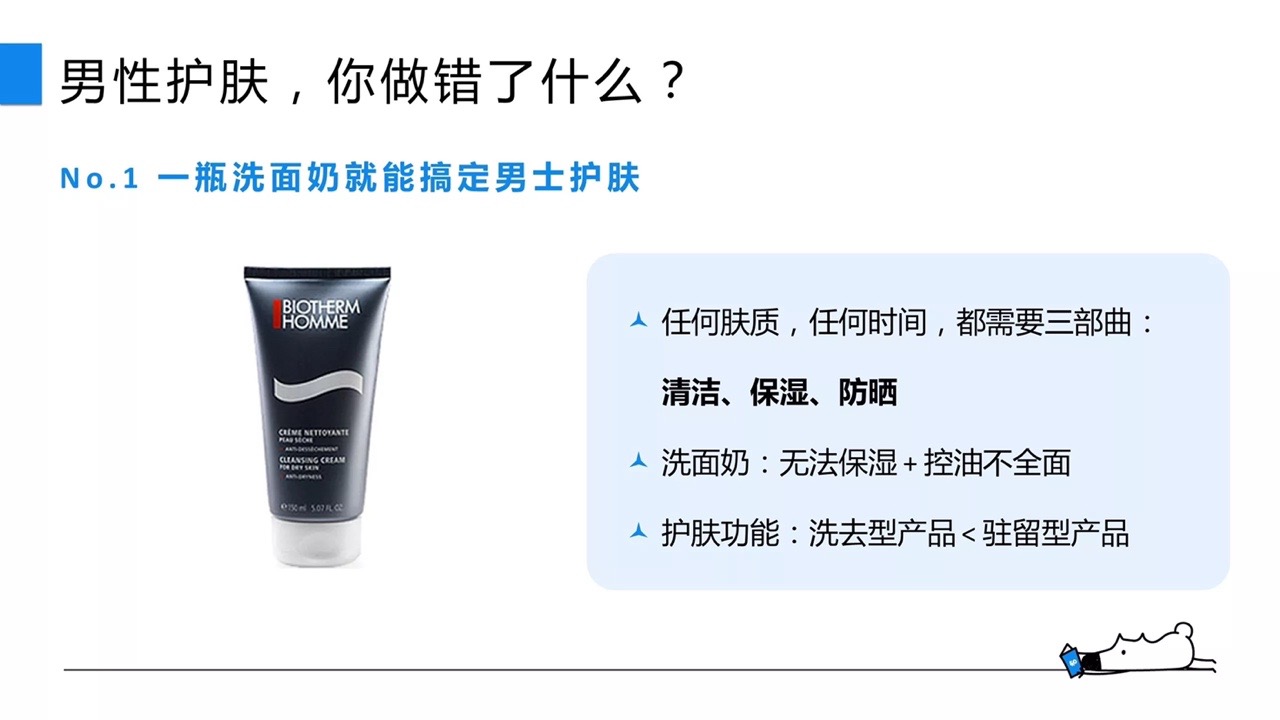 男性护肤，你做错了什么？
No.1 一瓶洗面奶就能搞定男士护肤
BIOTHERM
HOMME
CRÈME NETTOYANTE
PEAU SÈCHE
ANTI-DESSÈCHEMENT
CLEANSING CREAM
FOR DRY SKIN
ANTI-DRYNESS
℮150 ml 5.07 FL.OZ.
任何肤质，任何时间，都需要三部曲：
清洁、保湿、防晒
洗面奶：无法保湿+控油不全面
护肤功能：洗去型产品<驻留型产品